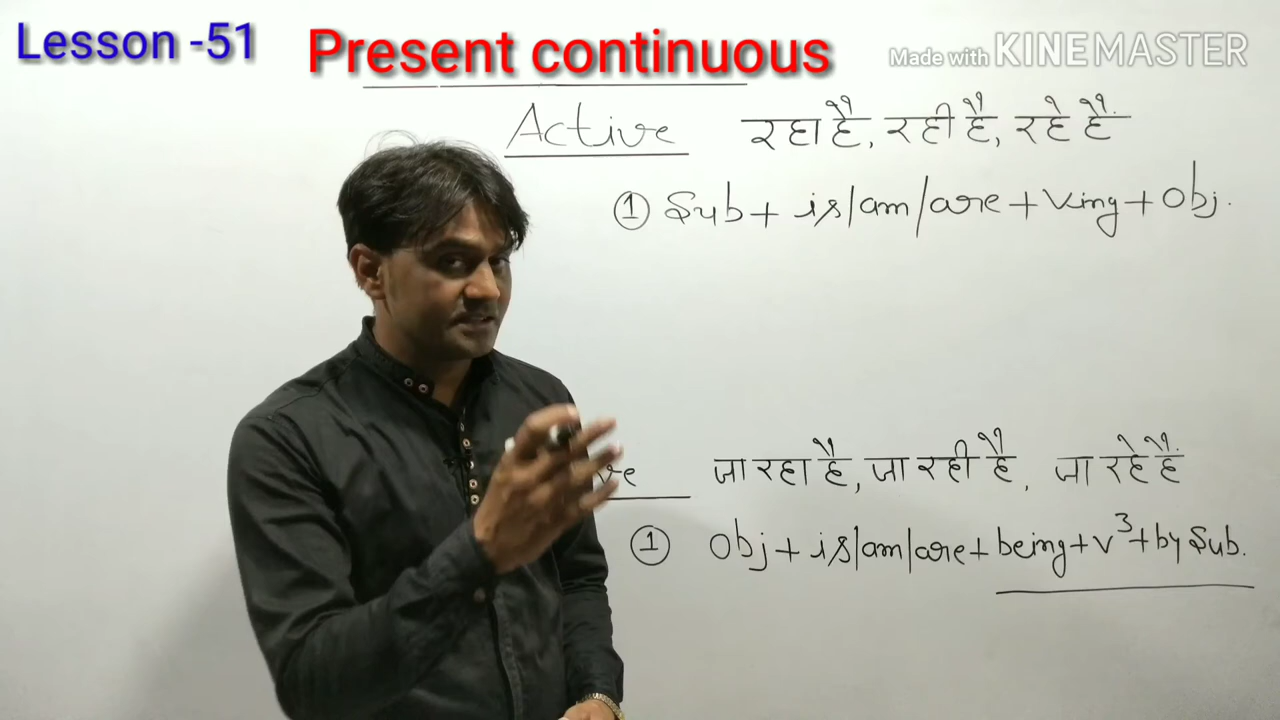 Lesson -51
Present continuous
Made with KINEMASTER
Active रहा है, रही है, रहे हैं
① Sub + is/am/are + Ving + Obj.
जा रहा है, जा रही है, जा रहे हैं
① Obj + is/am/are + being + v³ + by Sub.